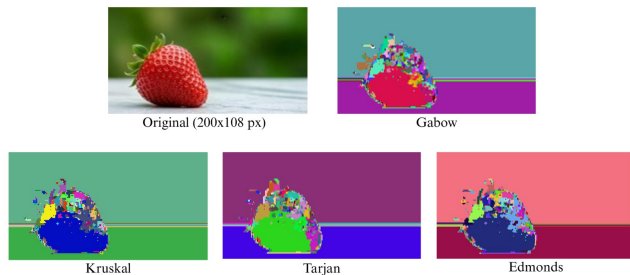 Original (200x108 px)
Gabow
Kruskal
Tarjan
Edmonds